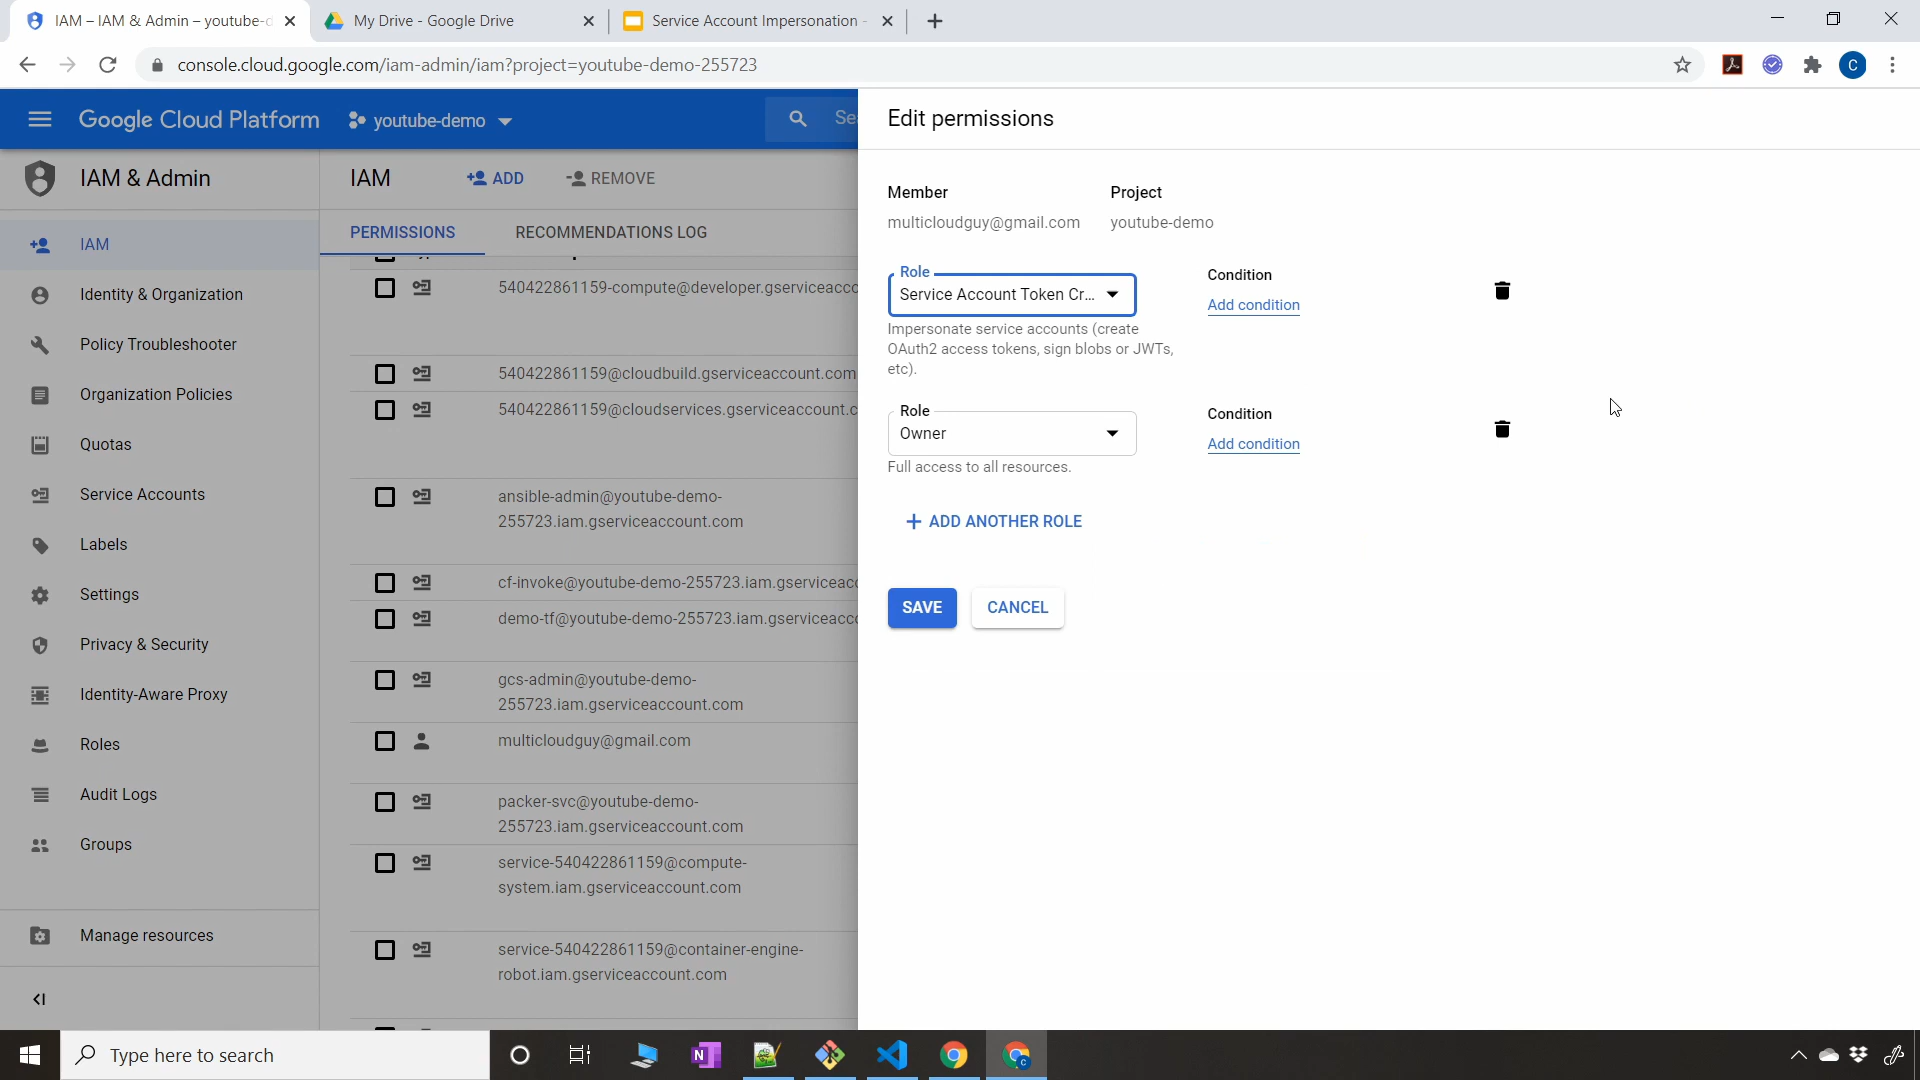 IAM – IAM & Admin – youtube-d
My Drive - Google Drive
Service Account Impersonation -
console.cloud.google.com/iam-admin/iam?project=youtube-demo-255723
C
Google Cloud Platform
youtube-demo
Sea
IAM & Admin
IAM
Identity & Organization
Policy Troubleshooter
Organization Policies
Quotas
Service Accounts
Labels
Settings
Privacy & Security
Identity-Aware Proxy
Roles
Audit Logs
Groups
Manage resources
IAM
ADD
REMOVE
PERMISSIONS
RECOMMENDATIONS LOG
540422861159-compute@developer.gserviceacco
540422861159@cloudbuild.gserviceaccount.com
540422861159@cloudservices.gserviceaccount.c
ansible-admin@youtube-demo-
255723.iam.gserviceaccount.com
cf-invoke@youtube-demo-255723.iam.gserviceacc
demo-tf@youtube-demo-255723.iam.gserviceacco
gcs-admin@youtube-demo-
255723.iam.gserviceaccount.com
multicloudguy@gmail.com
packer-svc@youtube-demo-
255723.iam.gserviceaccount.com
service-540422861159@compute-
system.iam.gserviceaccount.com
service-540422861159@container-engine-
robot.iam.gserviceaccount.com
Edit permissions
Member
Project
multicloudguy@gmail.com
youtube-demo
Role
Service Account Token Cr...
Condition
Add condition
Impersonate service accounts (create
OAuth2 access tokens, sign blobs or JWTs,
etc).
Role
Owner
Condition
Add condition
Full access to all resources.
ADD ANOTHER ROLE
SAVE
CANCEL
Type here to search